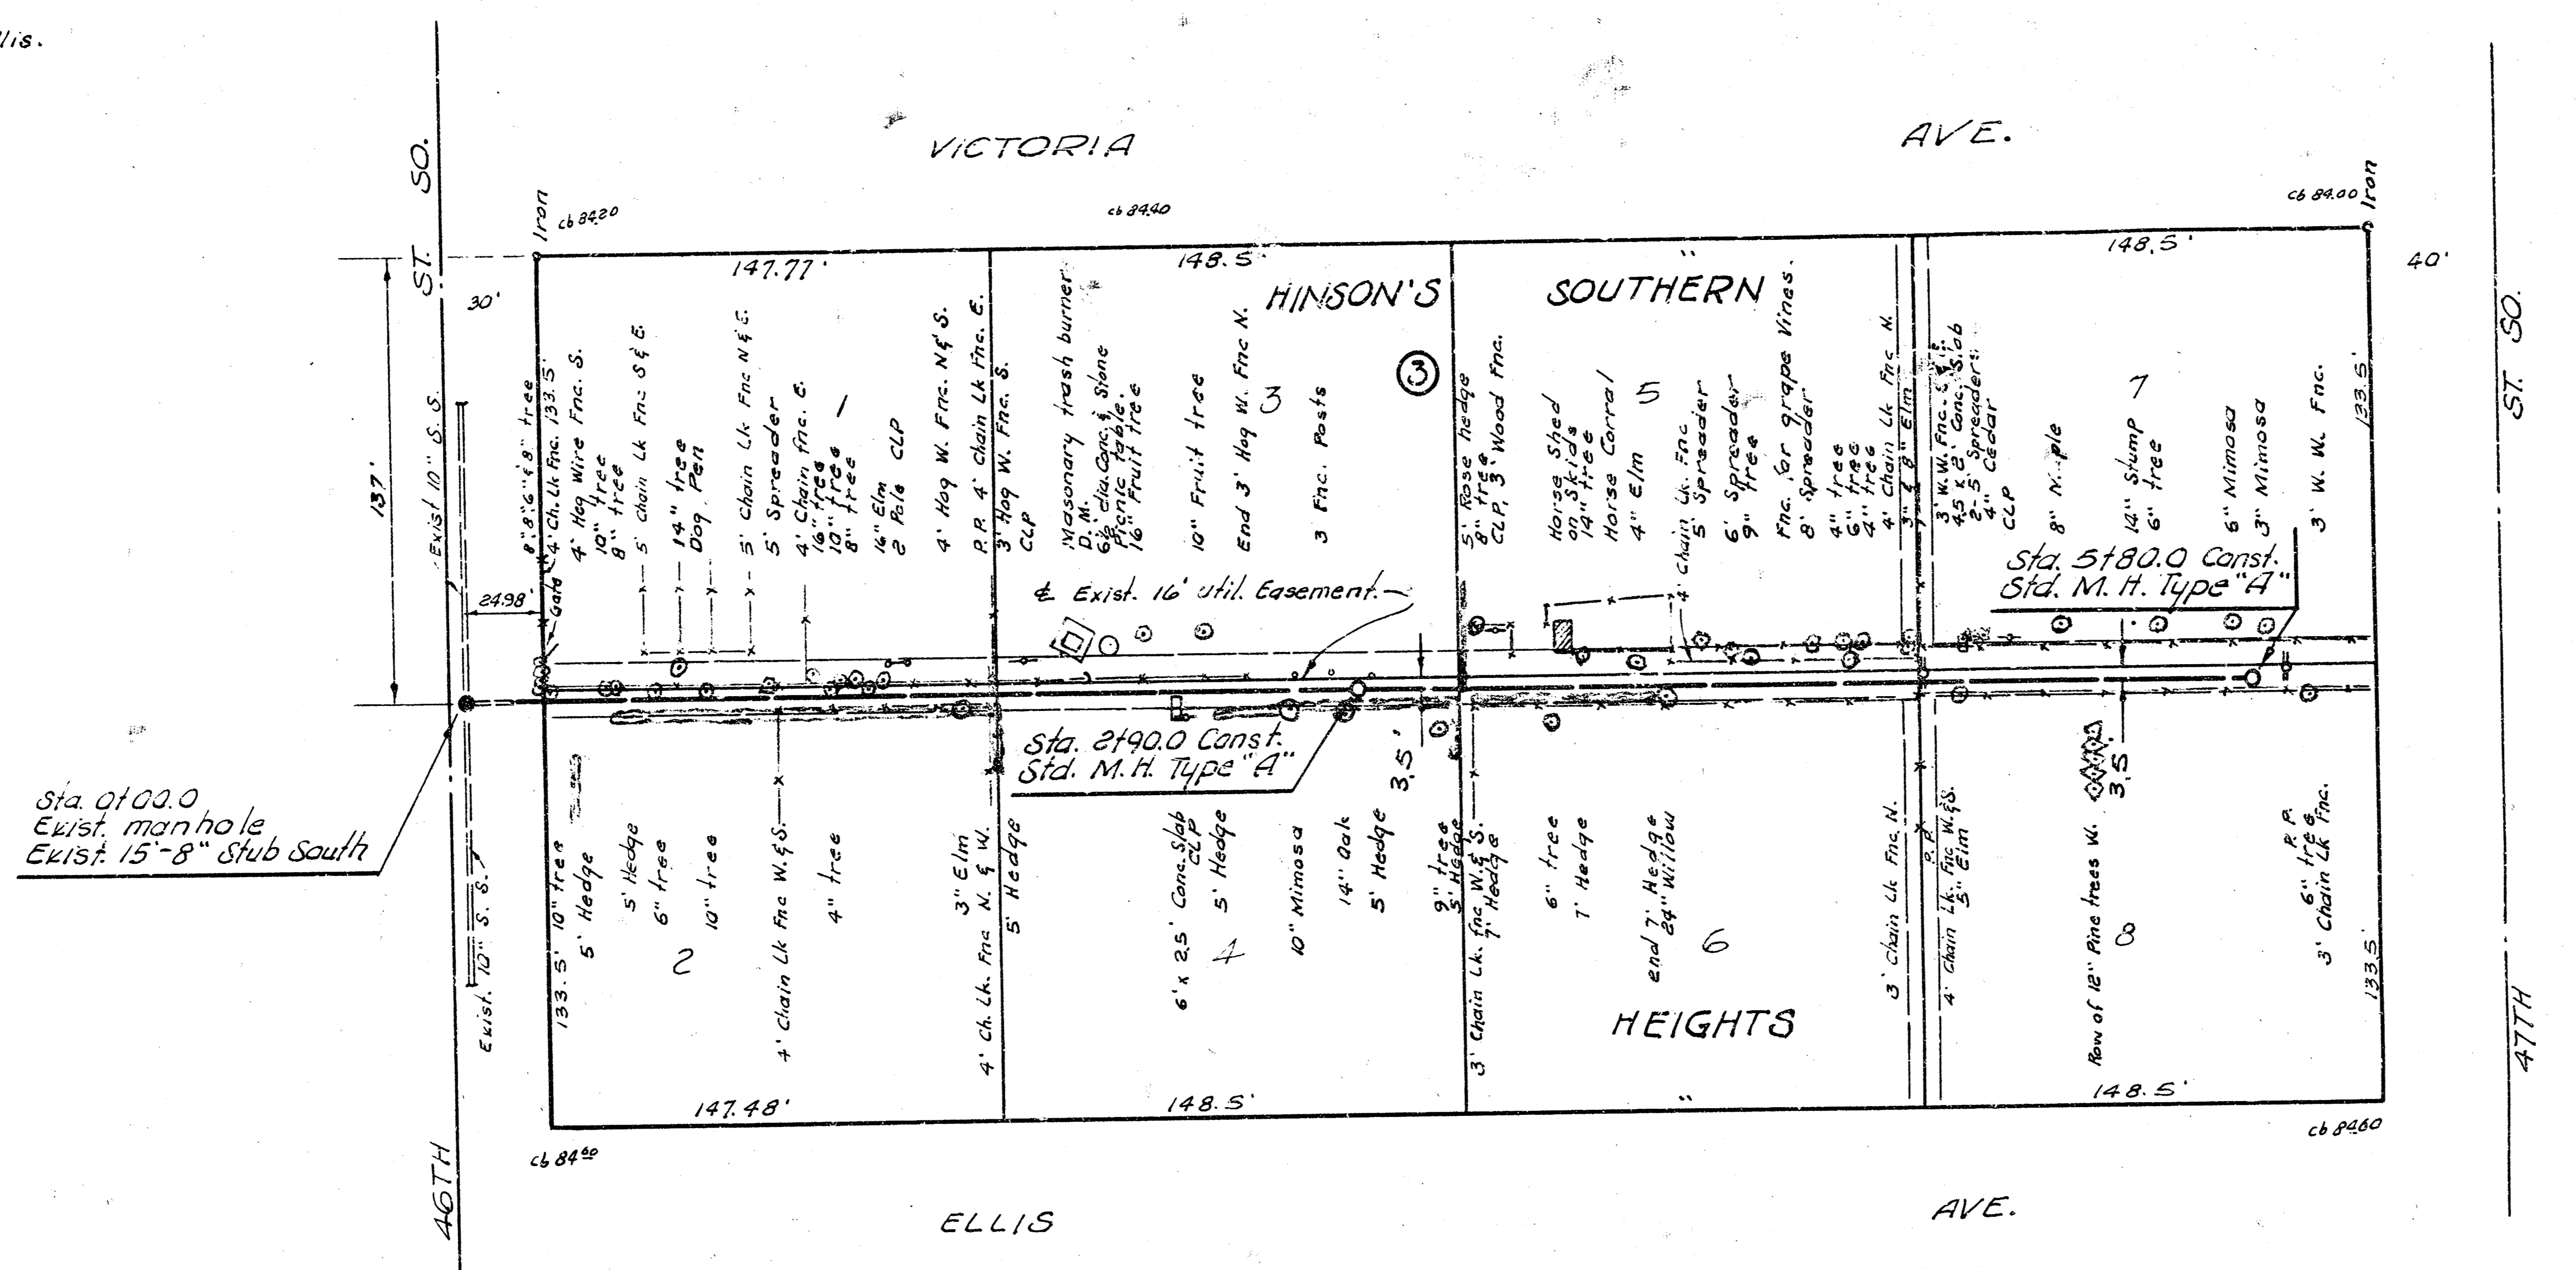 llis.
VICTORIA AVE.
ST. SO.
Iron
cb 84.20
cb 84.40
cb 84.00
Iron
137'
30'
147.77'
148.5'
"
148.5'
40'
HINSON'S SOUTHERN
3
ST. SO.
Exist 10" S. S.
24.98'
8", 8", 6" & 8" tree
4' Ch. Lk Fnc. 133.5'
Gate
4' Hog Wire Fnc. S.
10" tree
8" tree
5' Chain Lk Fnc S & E.
14" tree
Dog Pen
5' Chain Lk Fnc N & E.
5' Spreader
4' Chain fnc. E.
16" tree
10" tree
8" tree
16" Elm
2 Pole CLP
4' Hog W. Fnc. N & S.
P.P. 4' Chain Lk Fnc. E.
3' Hog W. Fnc. S.
CLP
Masonary trash burner
D. M.
6½' dia. Conc. & Stone
Picnic table.
16" Fruit tree
10" Fruit tree
End 3' Hog W. Fnc N.
3
3 Fnc. Posts
5' Rose hedge
8" tree
CLP, 3' Wood Fnc.
Horse Shed
on Skids
14" tree
Horse Corral
4" Elm
5
4' Chain Lk. Fnc
5' Spreader
6' Spreader
9" tree
Fnc. for grape Vines.
8' Spreader
4" tree
6" tree
4" tree
4' Chain Lk Fnc N.
3" & 8" Elm
3' W. W. Fnc.
4.5 x 2' Conc. Slab
2-5' Spreaders
4" Cedar
CLP
8"
7
14" Stump
6" tree
6" Mimosa
3" Mimosa
3' W. W. Fnc.
133.5'
₵ Exist. 16' Util. Easement.
Sta. 5+80.0 Const.
Std. M. H. Type "A"
Sta. 2+90.0 Const.
Std. M. H. Type "A"
3.5'
3.5'
Sta. 0+00.0
Exist. manhole
Exist. 15'-8" Stub South
Exist. 10" S. S.
133.5' 10" tree
5' Hedge
5' Hedge
6" tree
2
10" tree
4' Chain Lk Fnc W. & S.
4" tree
3" Elm
4' Ch. Lk. Fnc N. & W.
5' Hedge
6' x 2.5' Conc. Slab
CLP
5' Hedge
4
10" Mimosa
14" Oak
5' Hedge
9" tree
5' Hedge
3' Chain Lk. fnc W. & S.
7' Hedge
6" tree
7' Hedge
end 7' Hedge
24" Willow
6
3' Chain Lk Fnc N.
P. P.
4' Chain Lk. Fnc W. & S.
5" Elm
Row of 12" Pine trees W.
8
P. P.
6" tree
3' Chain Lk Fnc.
133.5'
HEIGHTS
147.48'
148.5'
"
148.5'
47TH
46TH
cb 84.60
cb 84.60
ELLIS AVE.